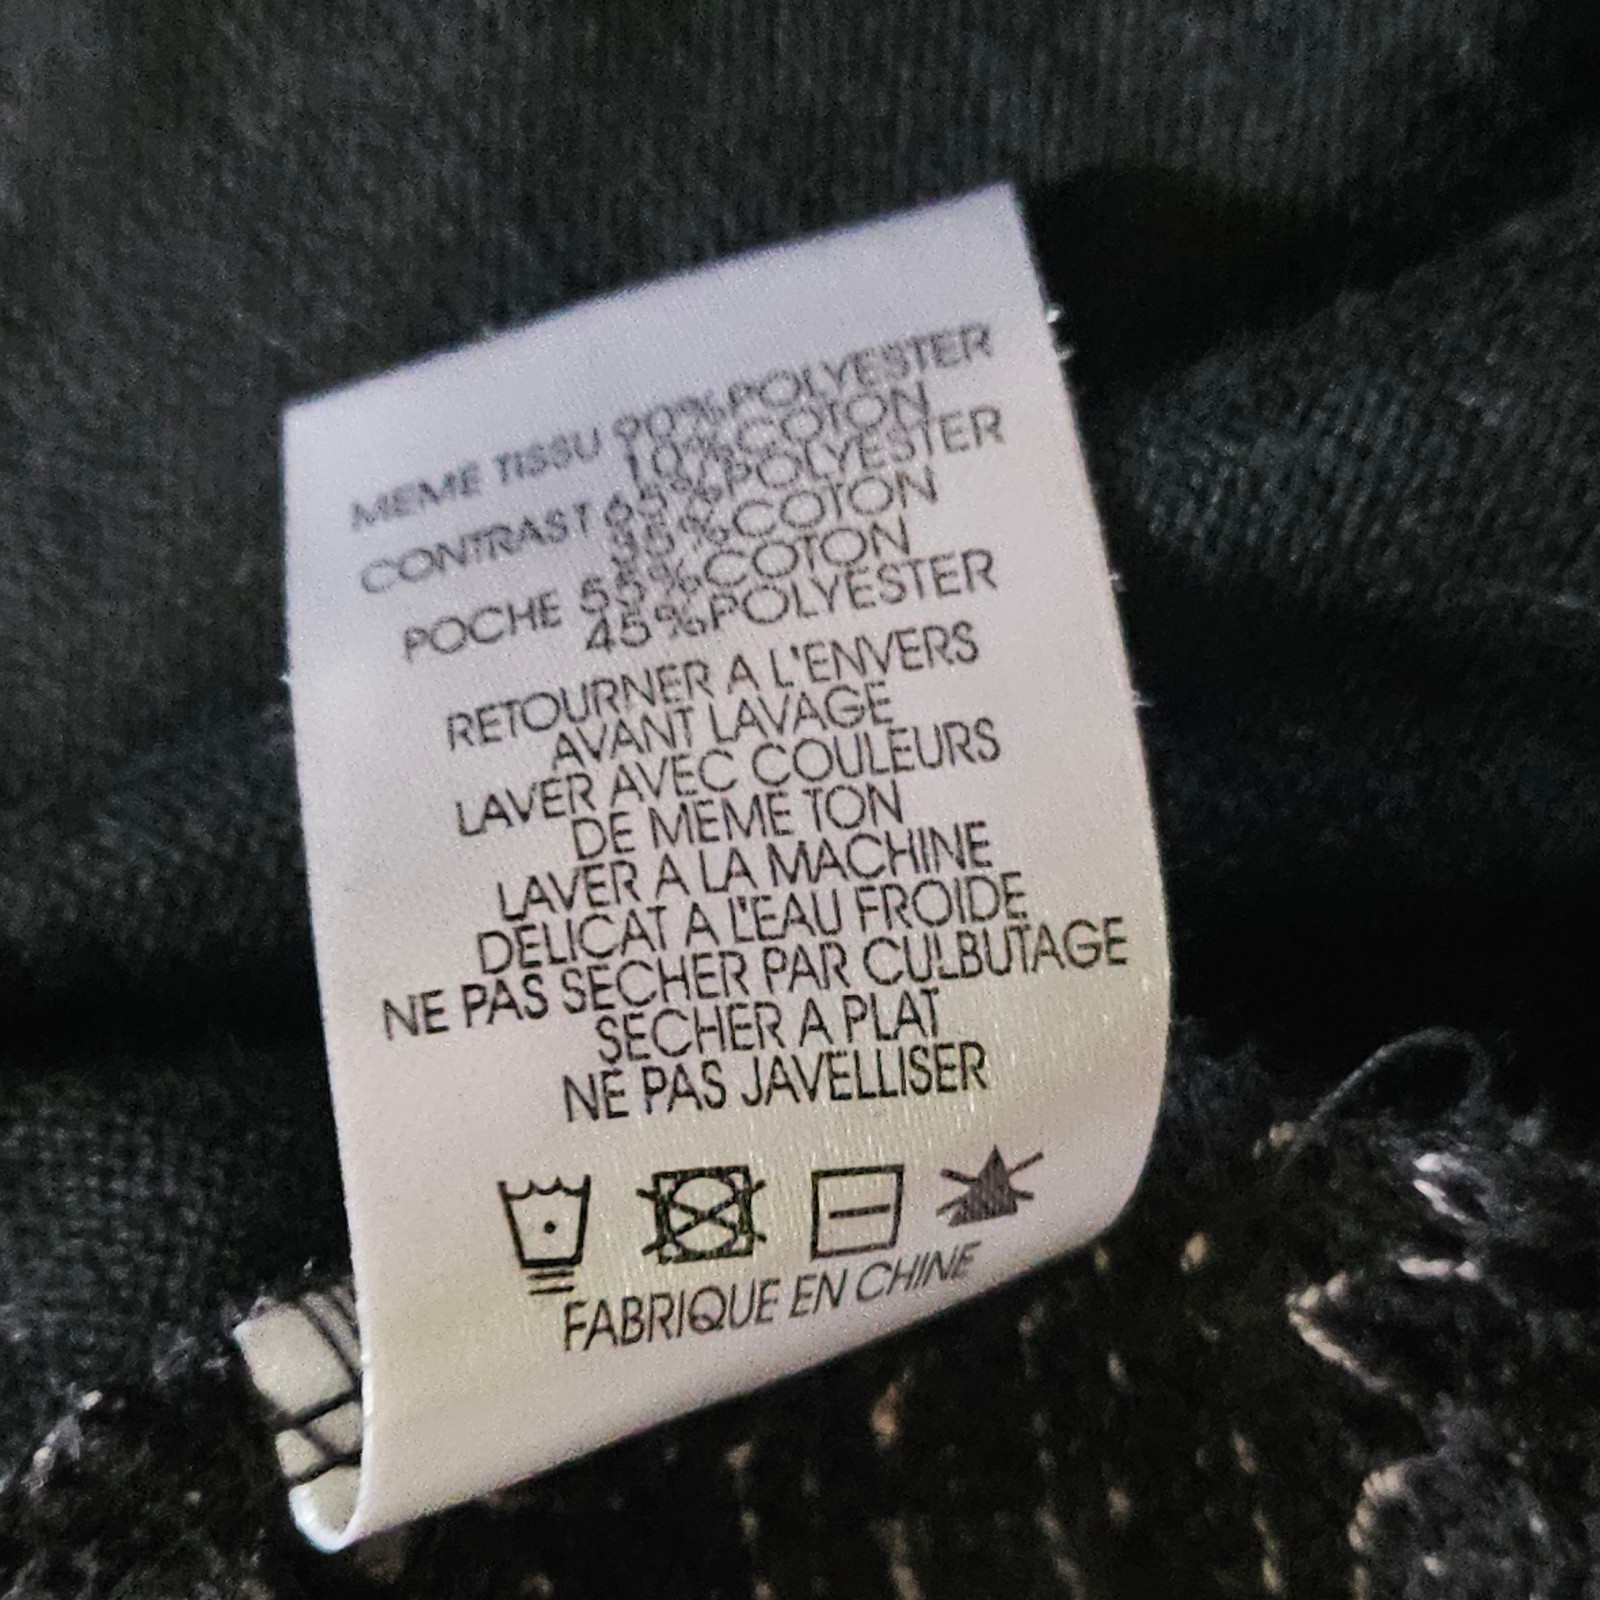 MEME TISSU 90%POLYESTER
10%COTON
CONTRAST 65%POLYESTER
35%COTON
POCHE 55%COTON
45%POLYESTER
RETOURNER A L'ENVERS
AVANT LAVAGE
LAVER AVEC COULEURS
DE MEME TON
LAVER A LA MACHINE
DELICAT A L'EAU FROIDE
NE PAS SECHER PAR CULBUTAGE
SECHER A PLAT
NE PAS JAVELLISER
FABRIQUE EN CHINE